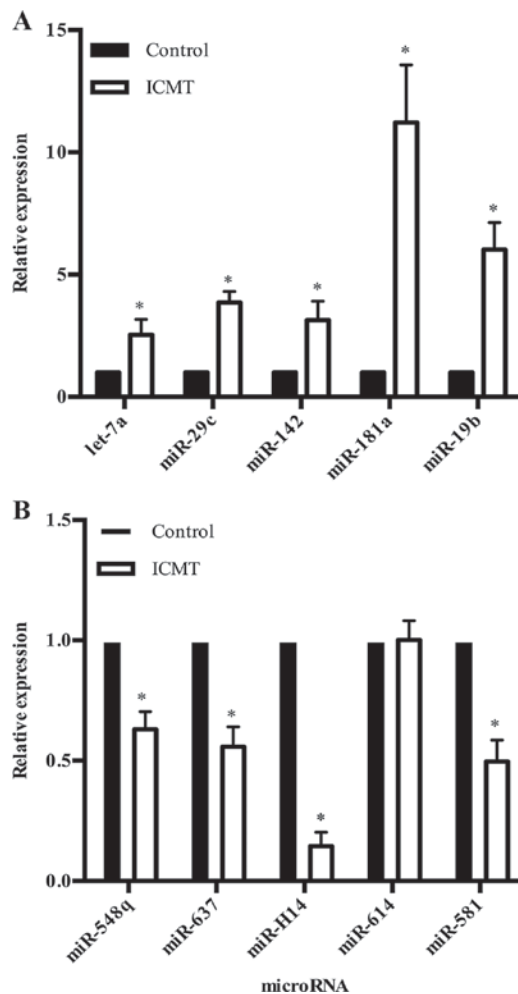 A
Control
ICMT
Relative expression
15
10
5
0
*
*
*
*
*
let-7a
miR-29c
miR-142
miR-181a
miR-19b
B
Control
ICMT
Relative expression
1.5
1.0
0.5
0.0
*
*
*
*
miR-548q
miR-637
miR-H14
miR-614
miR-581
microRNA